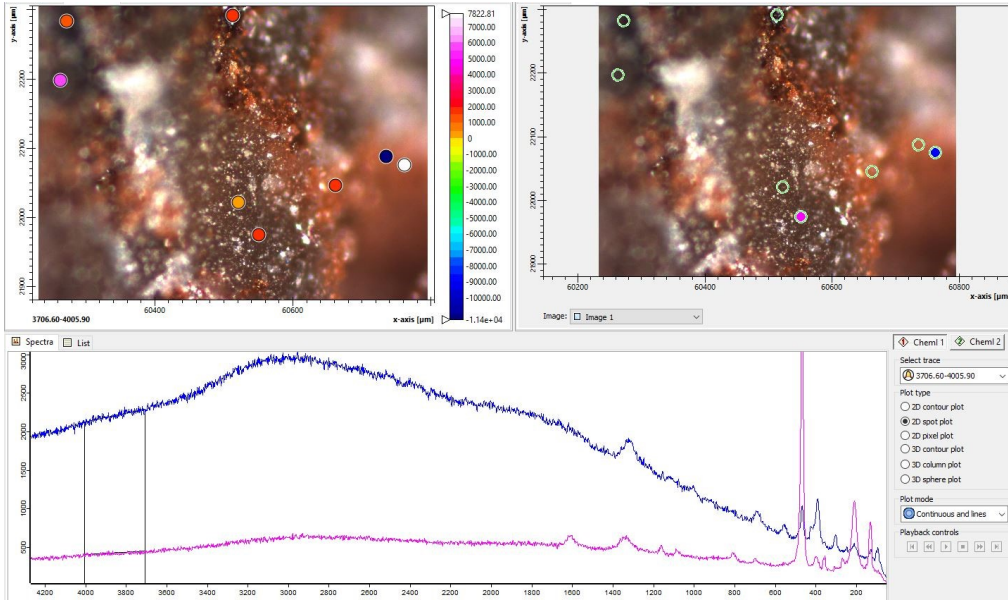 y-axis [µm]
22200
22100
22000
21900
60400
60600
3706.60-4005.90
x-axis [µm]
7822.81
7000.00
6000.00
5000.00
4000.00
3000.00
2000.00
1000.00
0
-1000.00
-2000.00
-3000.00
-4000.00
-5000.00
-6000.00
-7000.00
-8000.00
-9000.00
-10000.00
-1.14e+04
y-axis [µm]
22200
22100
22000
21900
60200
60400
60600
60800
x-axis [µm]
Image: Image 1
Spectra List
3000
2500
2000
1500
1000
500
4200 4000 3800 3600 3400 3200 3000 2800 2600 2400 2200 2000 1800 1600 1400 1200 1000 800 600 400 200
1 ChemI 1 2 ChemI 2
Select trace
3706.60-4005.90
Plot type
2D contour plot
2D spot plot
2D pixel plot
3D contour plot
3D column plot
3D sphere plot
Plot mode
Continuous and lines
Playback controls